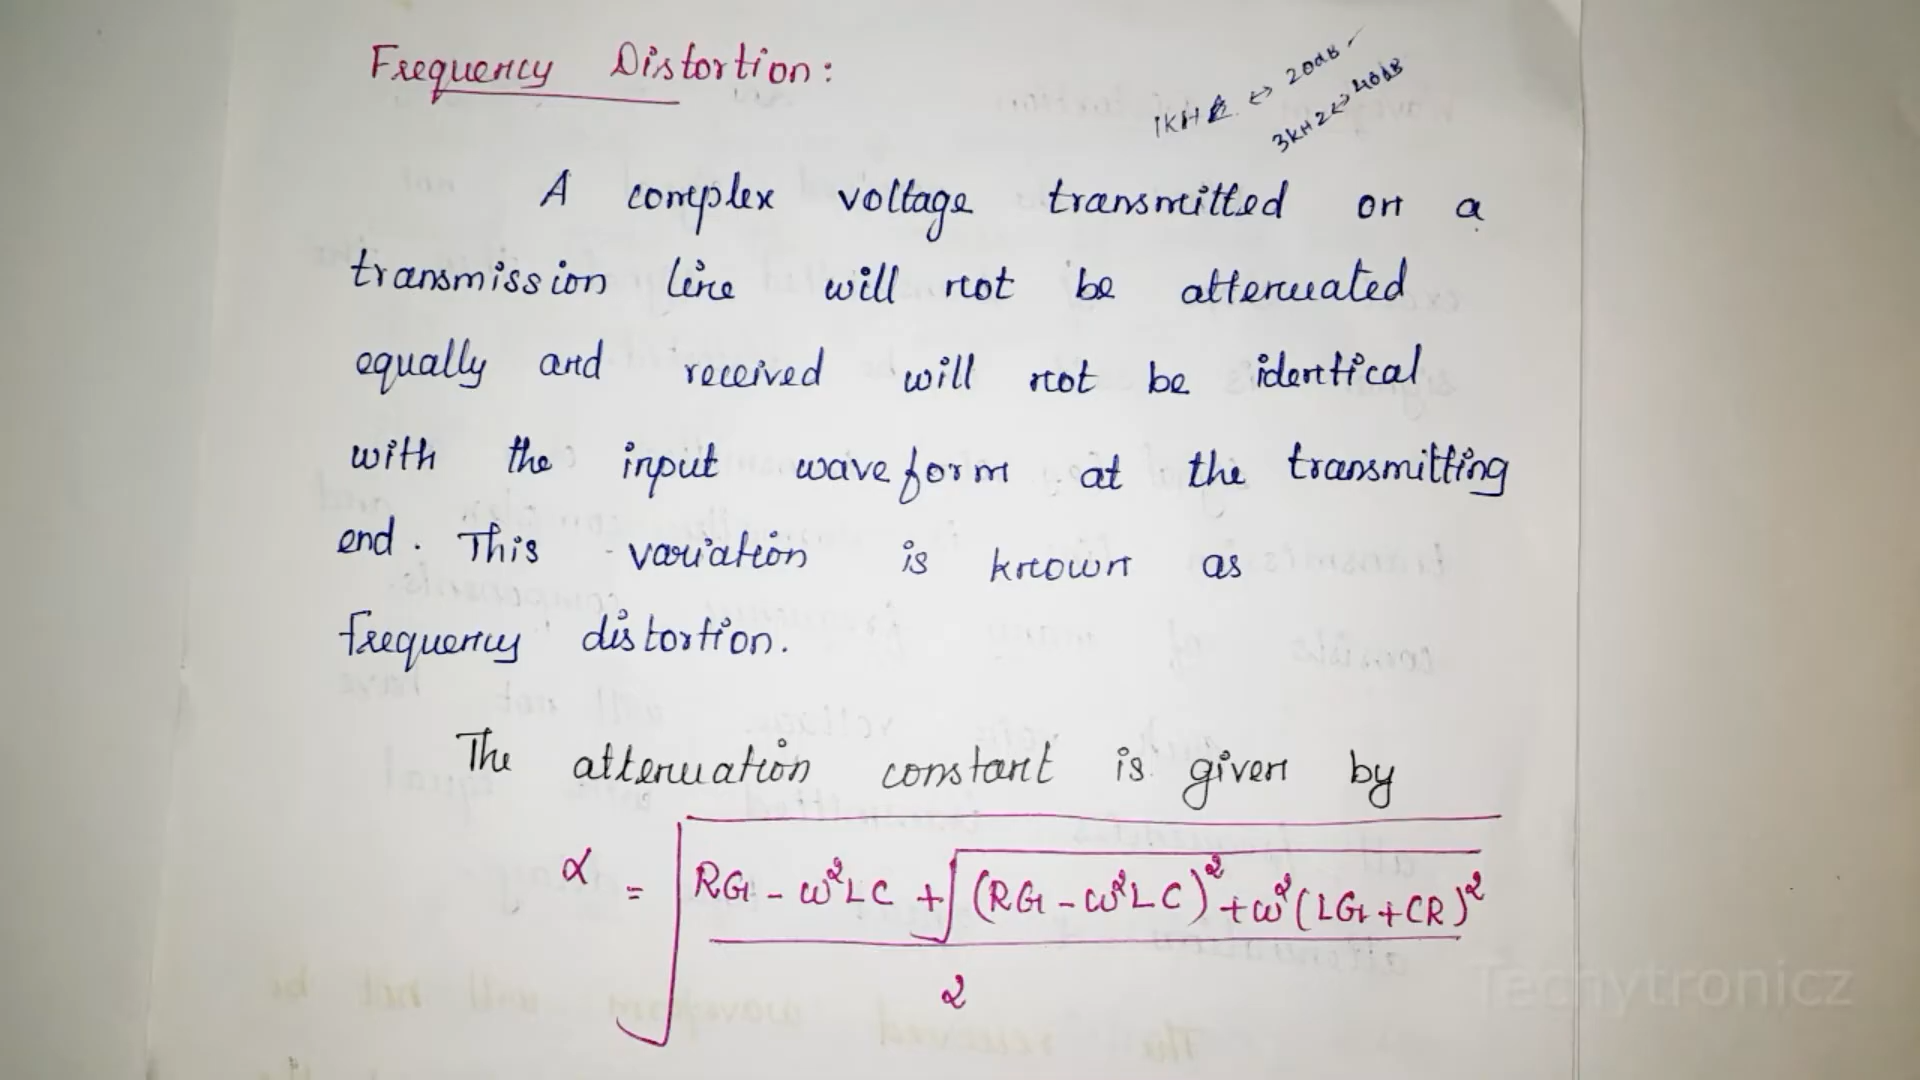 Frequency Distortion:
1KHz ↔ 20dB
3KHz ↔ 40dB
A complex voltage transmitted on a
transmission line will not be attenuated
equally and received will not be identical
with the input waveform at the transmitting
end. This variation is known as
frequency distortion.
The attenuation constant is given by
α = √((RG - ω²LC + √((RG - ω²LC)² + ω²(LG + CR)²)) / 2)
Techytronicz